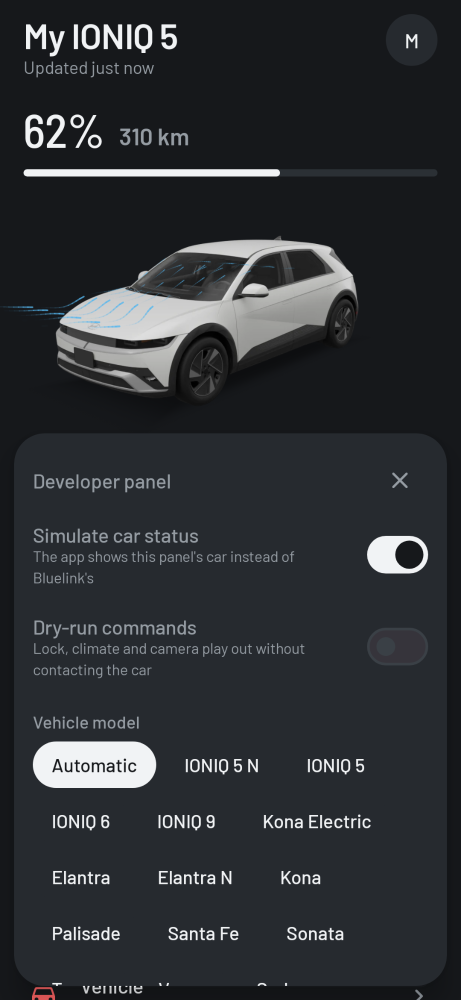 My IONIQ 5
M
Updated just now
62% 310 km
Developer panel
Simulate car status
The app shows this panel's car instead of
Bluelink's
Dry-run commands
Lock, climate and camera play out without
contacting the car
Vehicle model
Automatic IONIQ 5 N IONIQ 5
IONIQ 6 IONIQ 9 Kona Electric
Elantra Elantra N Kona
Palisade Santa Fe Sonata